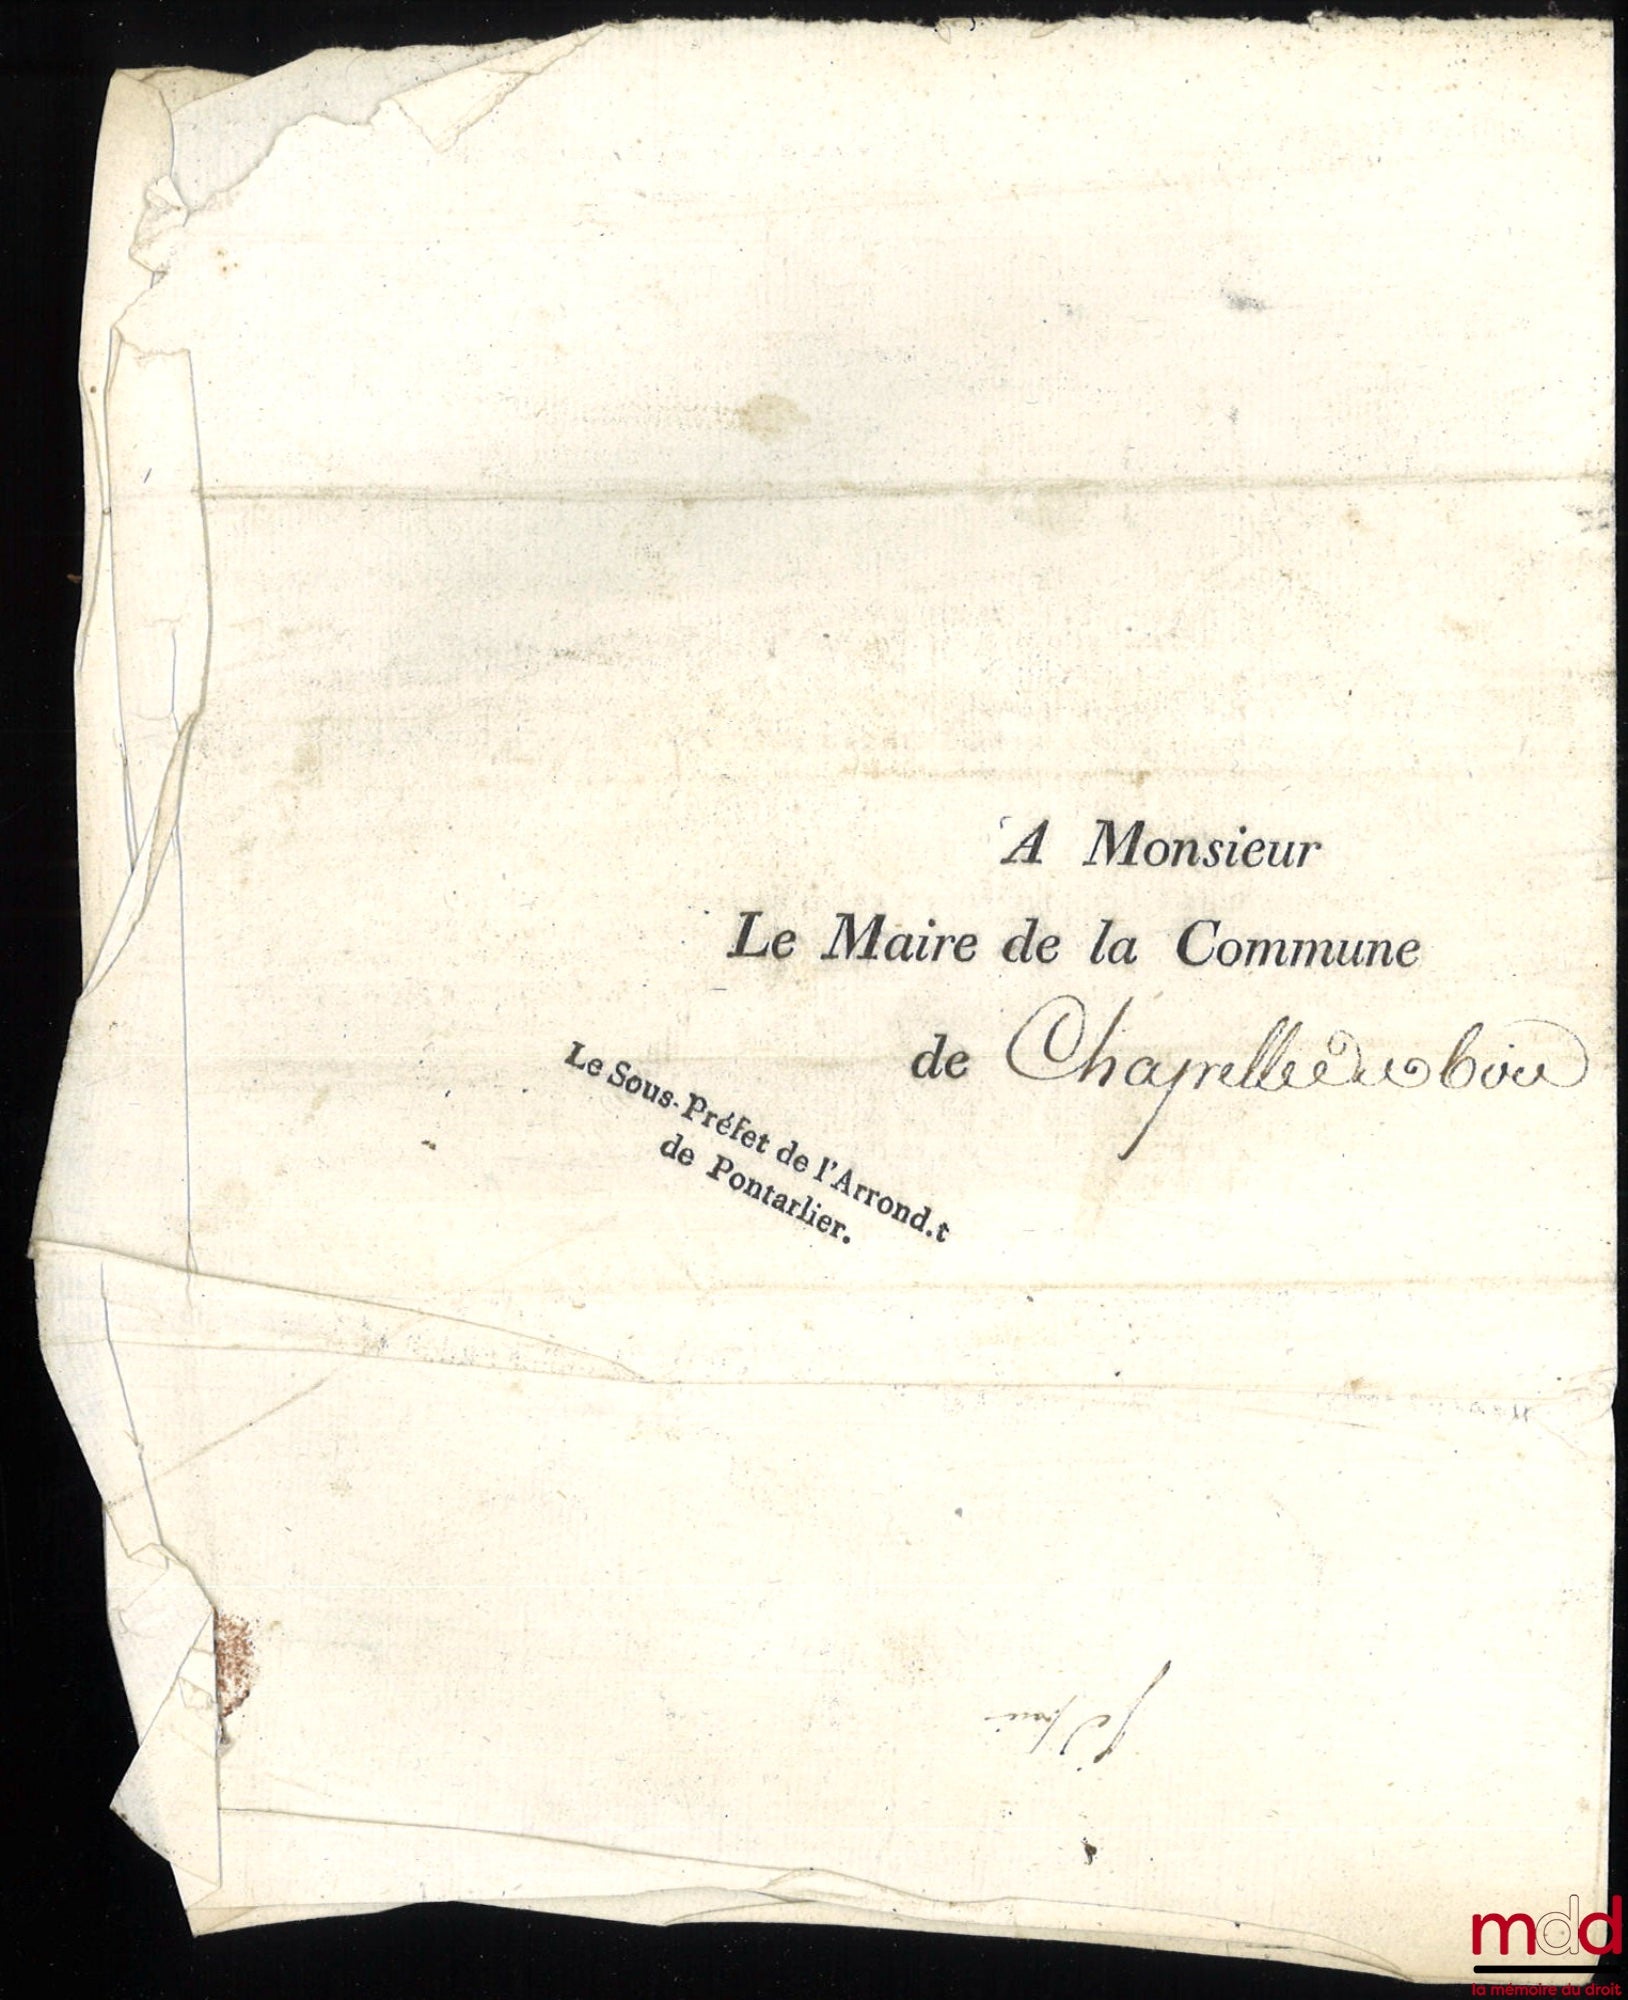 A Monsieur
Le Maire de la Commune
de Chapelle du bois
Le Sous-Préfet de l'Arrond.t
de Pontarlier.
mdd
la mémoire du droit